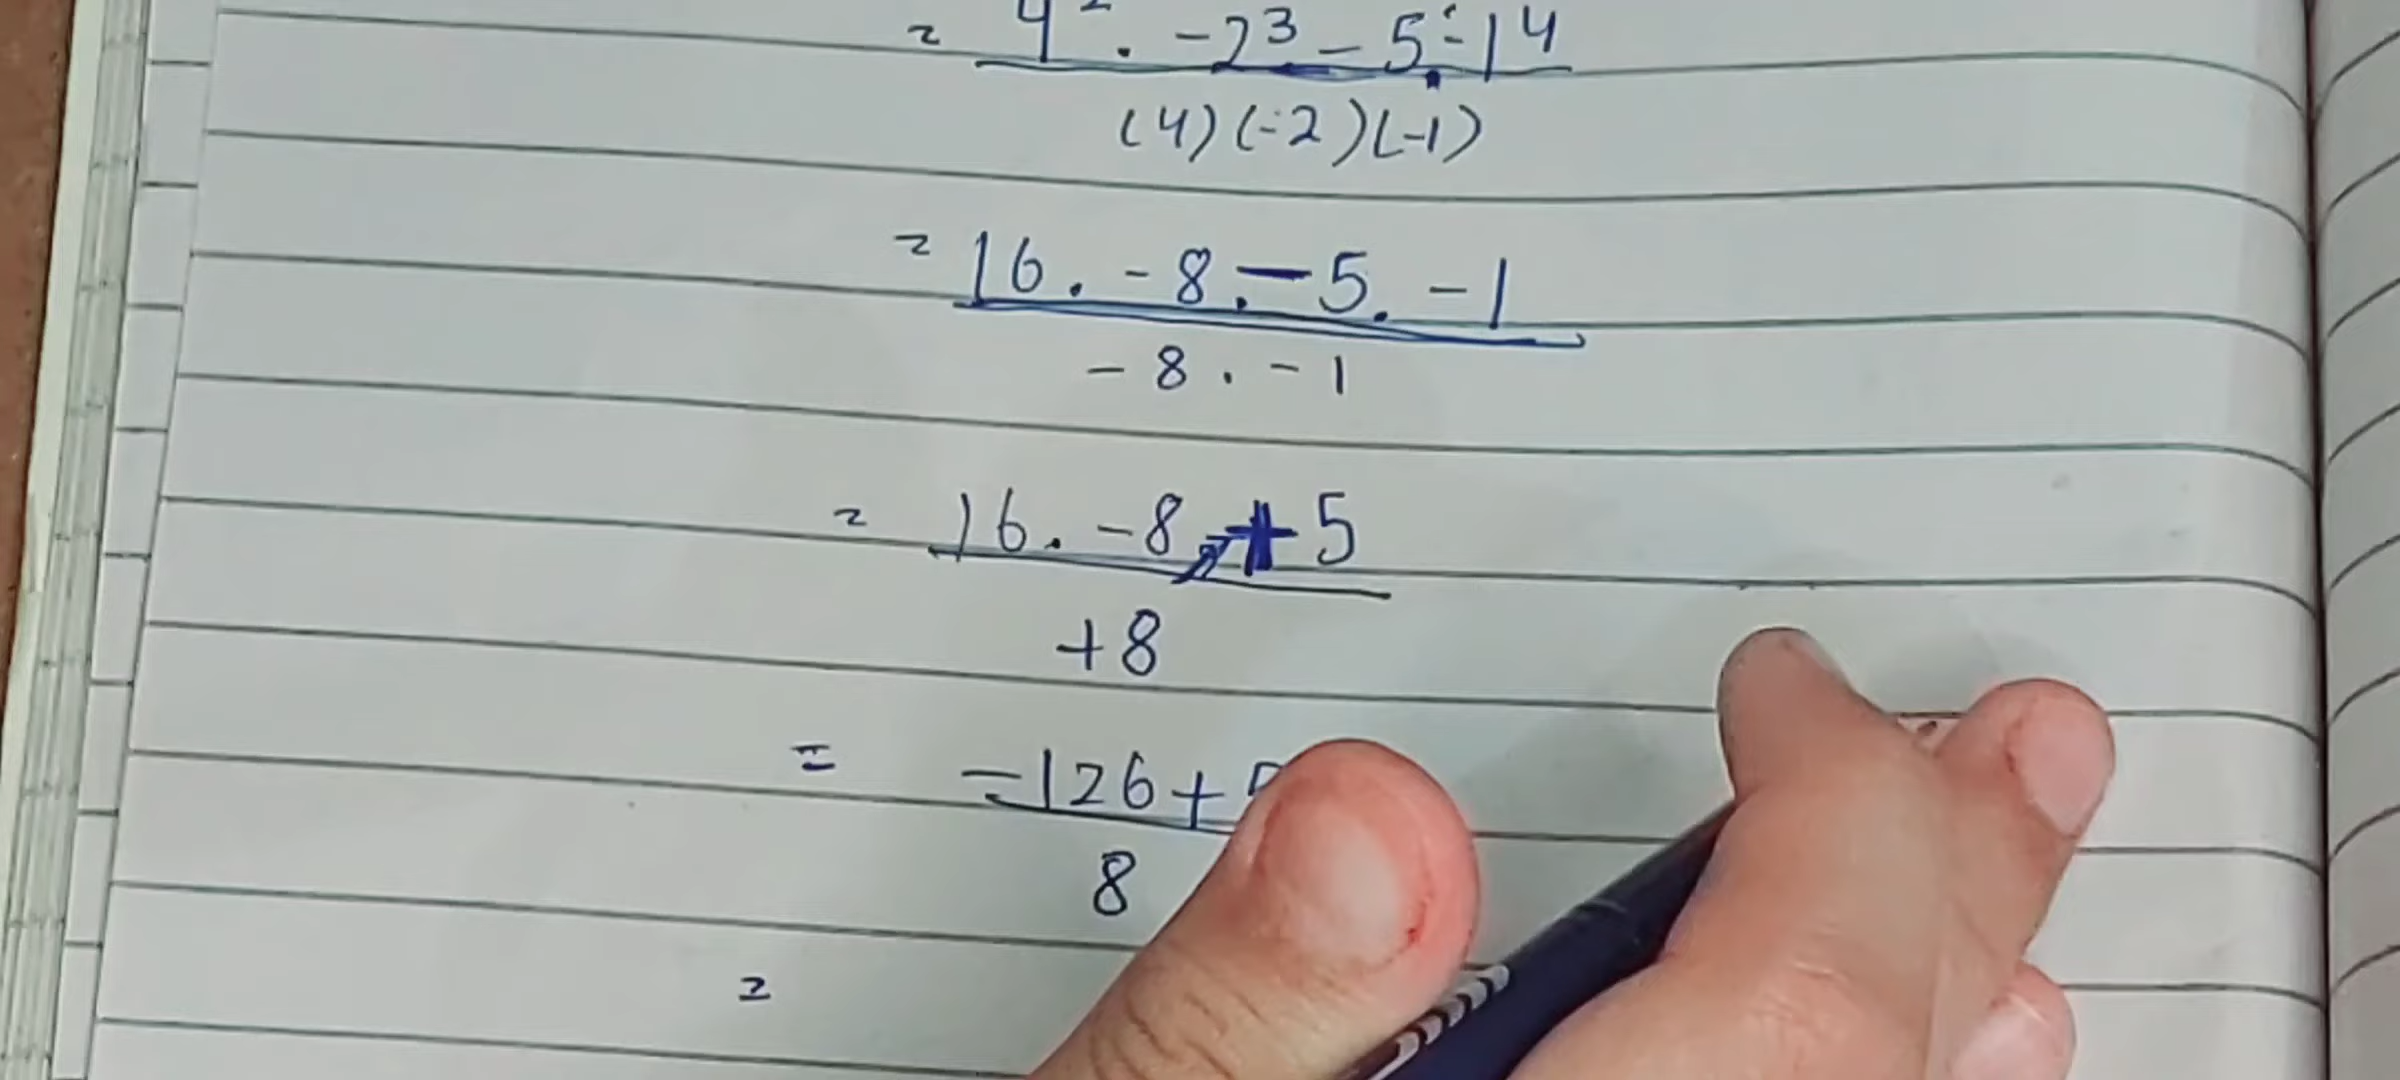 = 4² . -2³ - 5 . -1⁴
(4)(-2)(-1)
= 16 . -8 . - 5 . -1
-8 . -1
= 16 . -8 + 5
+8
= -126 +
8
=